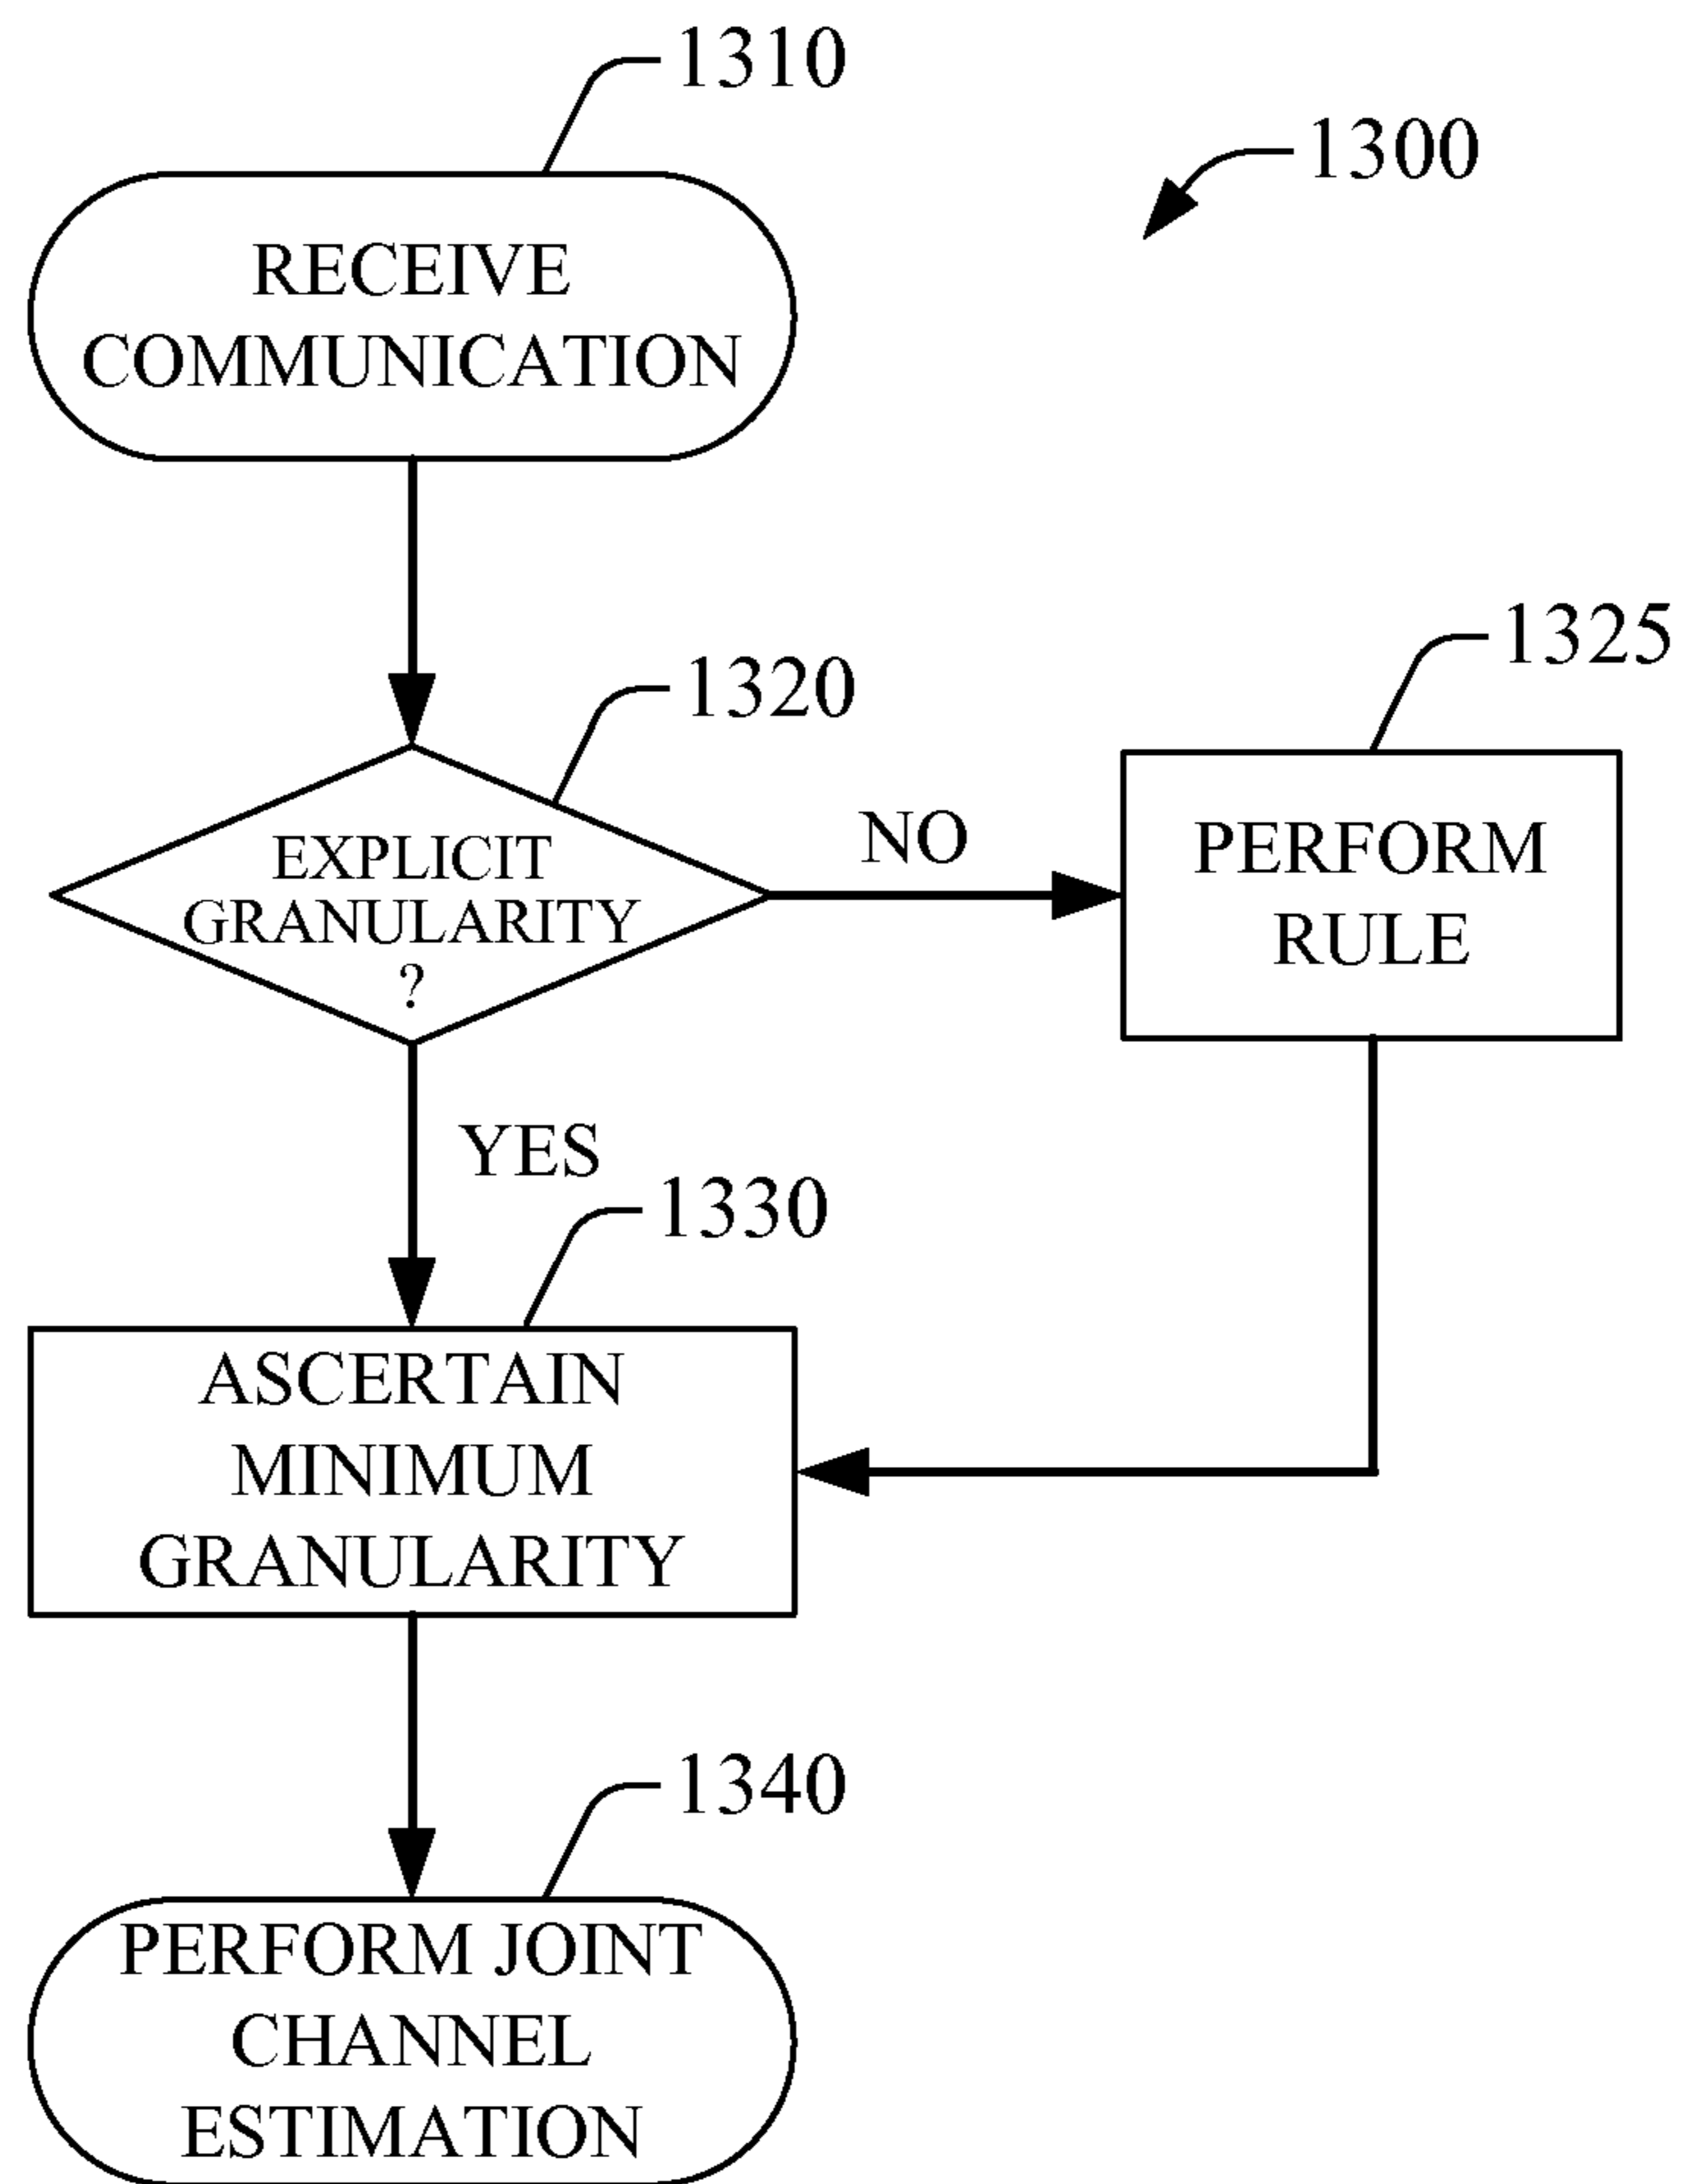 1310
1300
RECEIVE
COMMUNICATION
1320
1325
EXPLICIT
GRANULARITY
?
NO
PERFORM
RULE
YES
1330
ASCERTAIN
MINIMUM
GRANULARITY
1340
PERFORM JOINT
CHANNEL
ESTIMATION